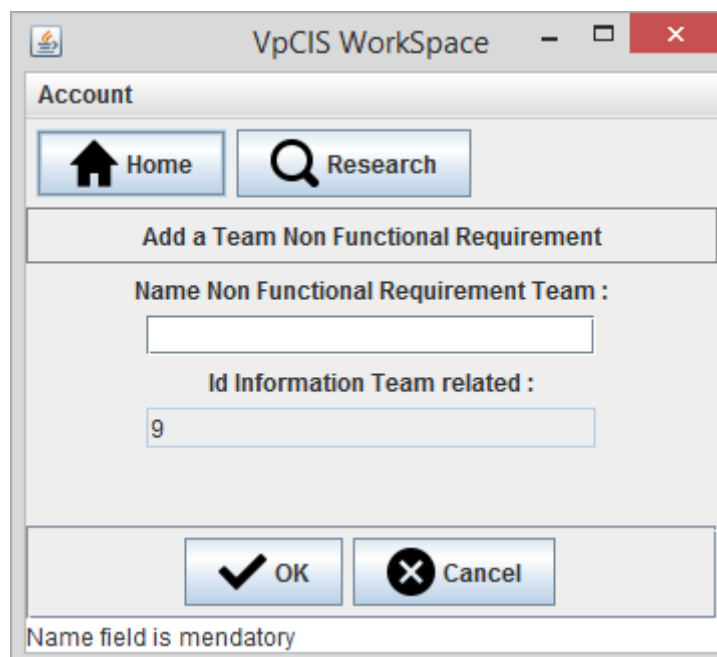 VpCIS WorkSpace
Account
Home Research
Add a Team Non Functional Requirement
Name Non Functional Requirement Team :
Id Information Team related :
9
OK Cancel
Name field is mendatory